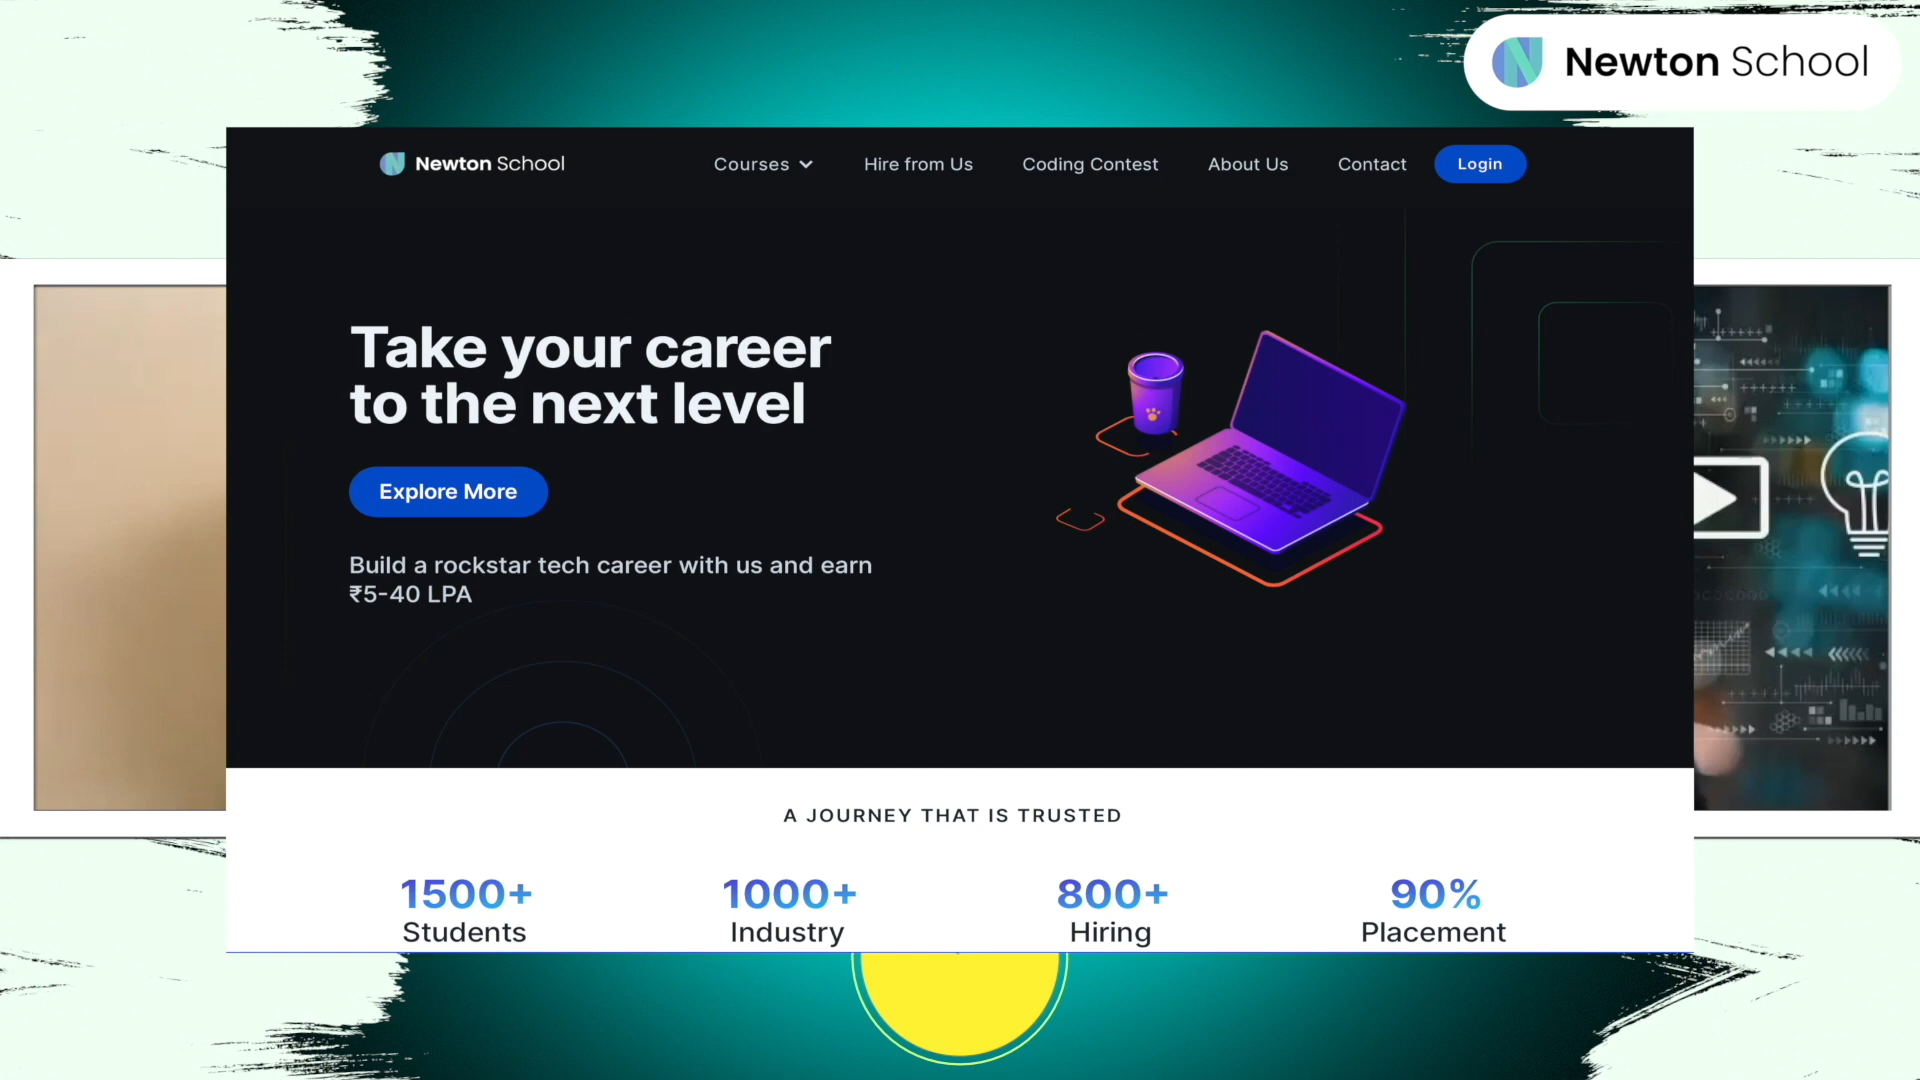 Newton School
Newton School
Courses
Hire from Us
Coding Contest
About Us
Contact
Login
Take your career
to the next level
Explore More
Build a rockstar tech career with us and earn
₹5-40 LPA
A JOURNEY THAT IS TRUSTED
1500+
Students
1000+
Industry
800+
Hiring
90%
Placement